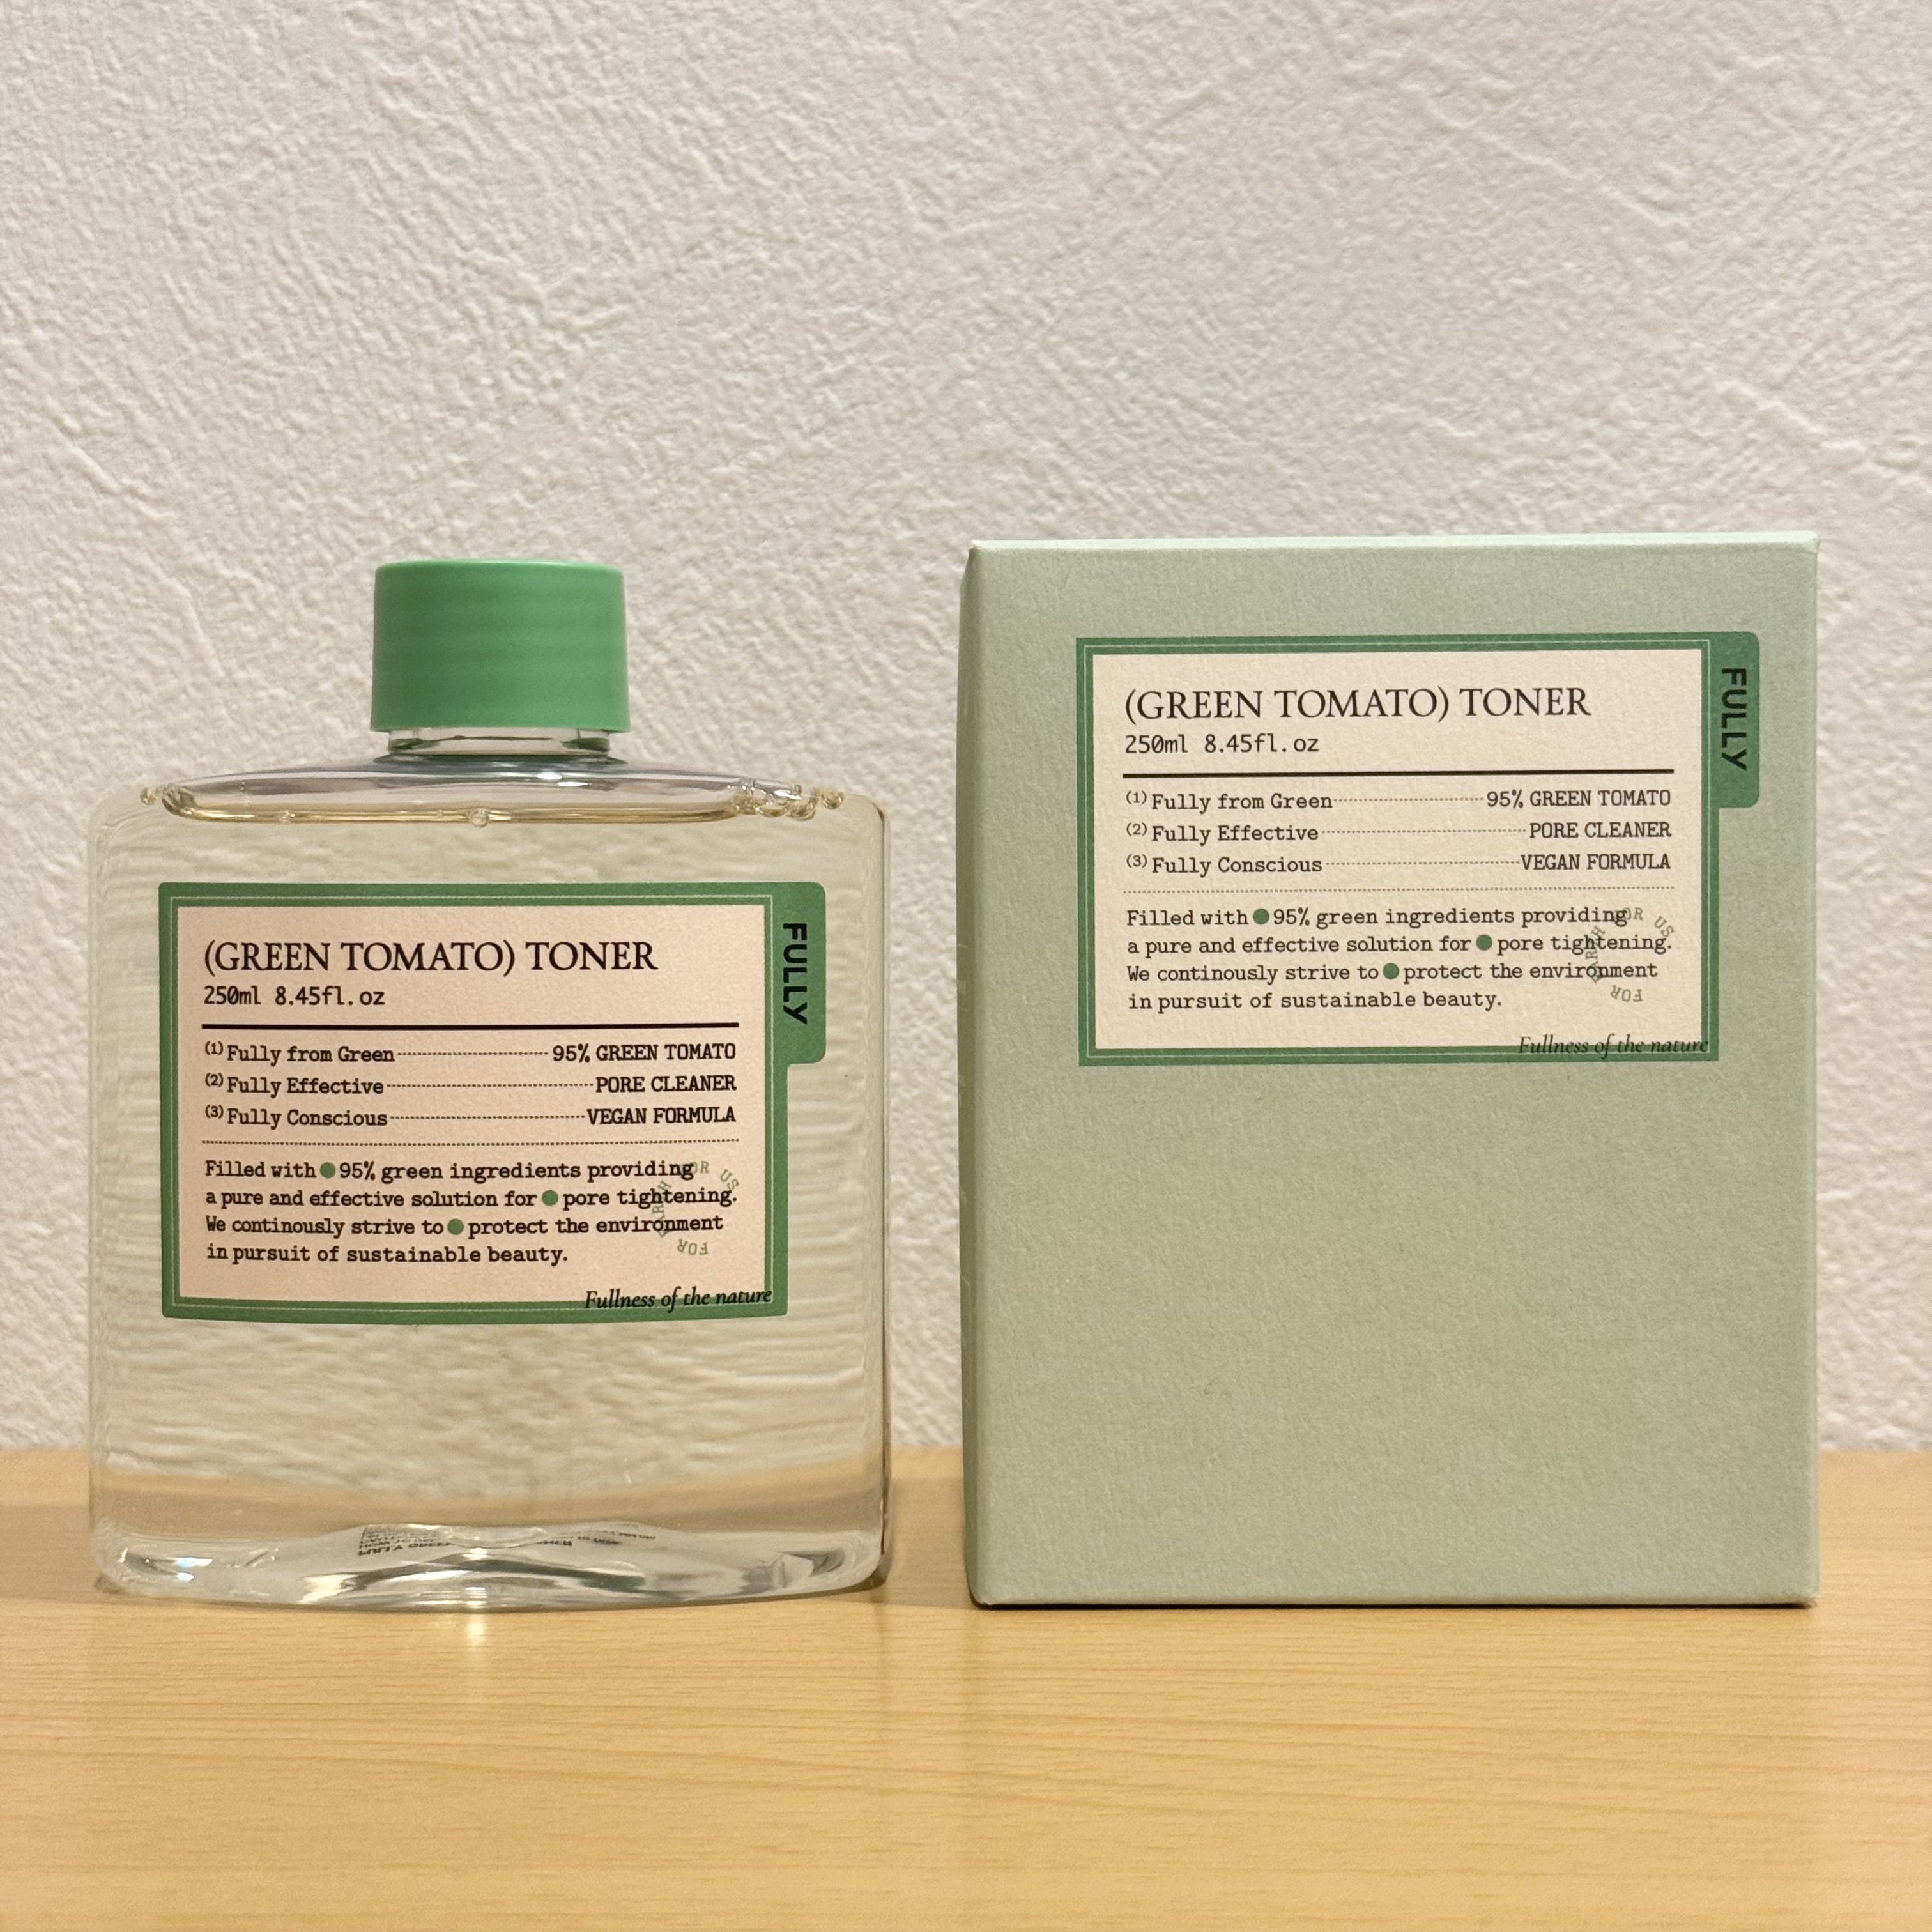 (GREEN TOMATO) TONER
250ml 8.45fl.oz
(1) Fully from Green 95% GREEN TOMATO
(2) Fully Effective PORE CLEANER
(3) Fully Conscious VEGAN FORMULA
Filled with 95% green ingredients providing
a pure and effective solution for pore tightening.
We continously strive to protect the environment
in pursuit of sustainable beauty.
FOR US
FOR EARTH
Fullness of the nature
FULLY
(GREEN TOMATO) TONER
250ml 8.45fl.oz
(1) Fully from Green 95% GREEN TOMATO
(2) Fully Effective PORE CLEANER
(3) Fully Conscious VEGAN FORMULA
Filled with 95% green ingredients providing
a pure and effective solution for pore tightening.
We continously strive to protect the environment
in pursuit of sustainable beauty.
FOR US
FOR EARTH
Fullness of the nature
FULLY